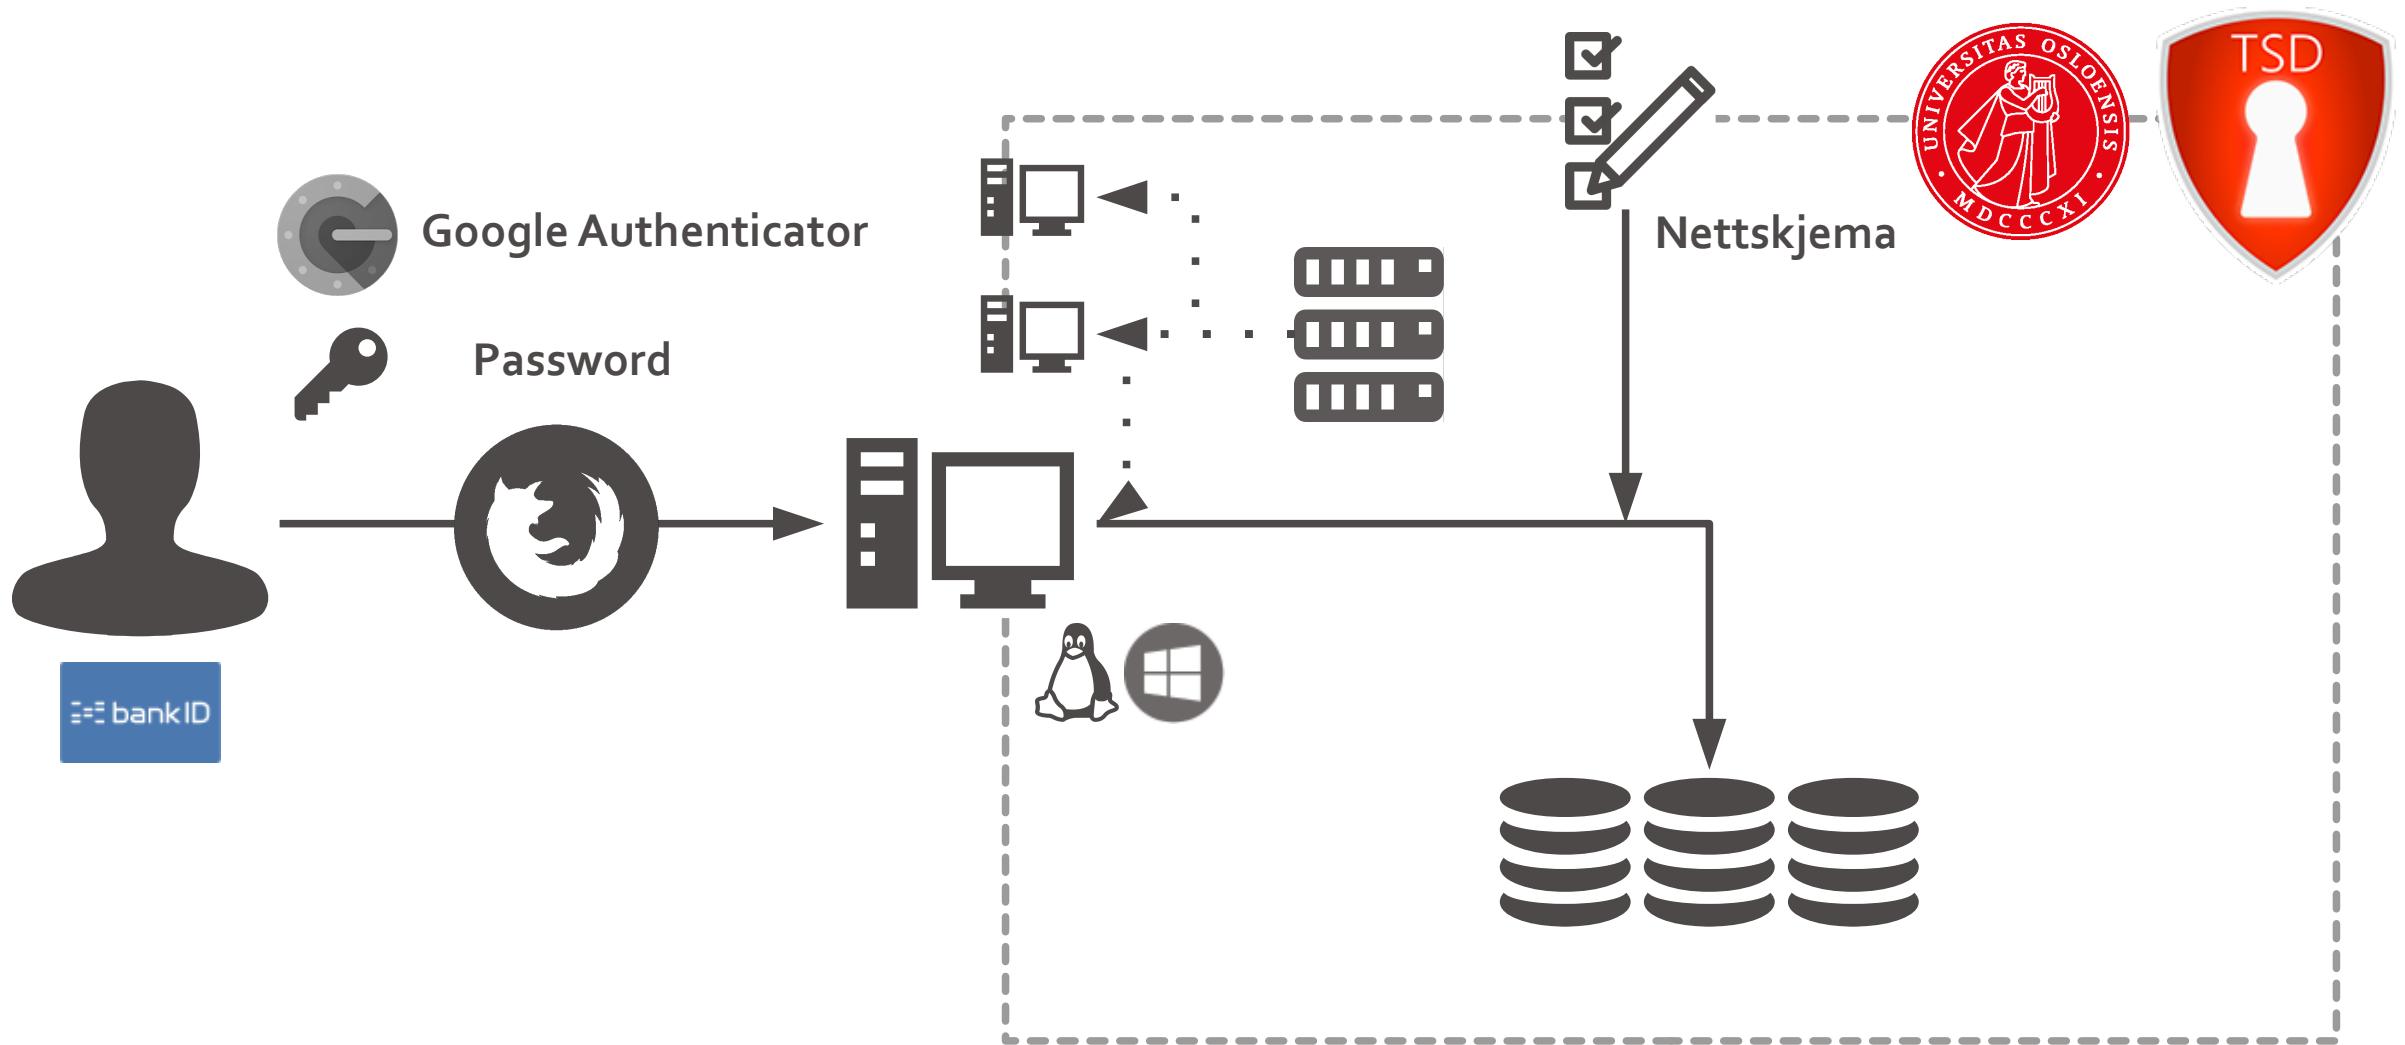 UNIVERSITAS OSLOENSIS
MDCCCXI
TSD
Google Authenticator
Nettskjema
Password
bankID